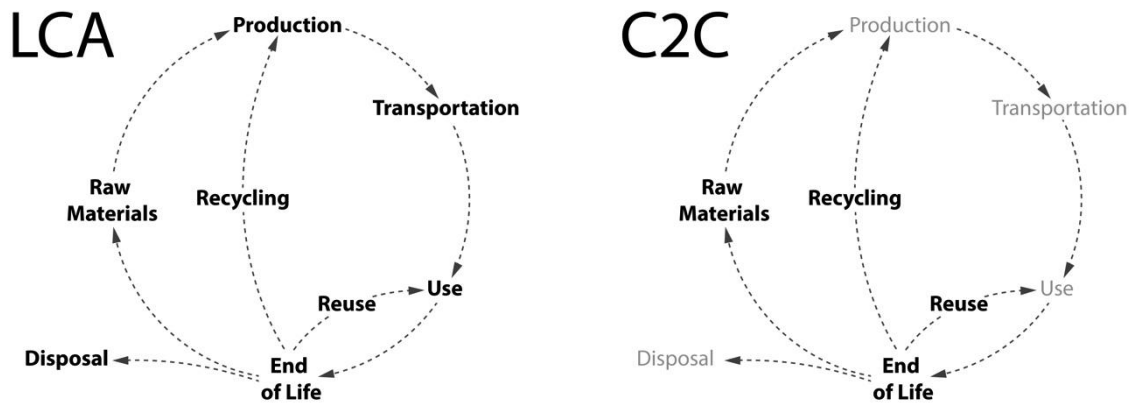 LCA
Production
Transportation
Raw
Materials
Recycling
Use
Reuse
Disposal
End
of Life
C2C
Production
Transportation
Raw
Materials
Recycling
Use
Reuse
Disposal
End
of Life